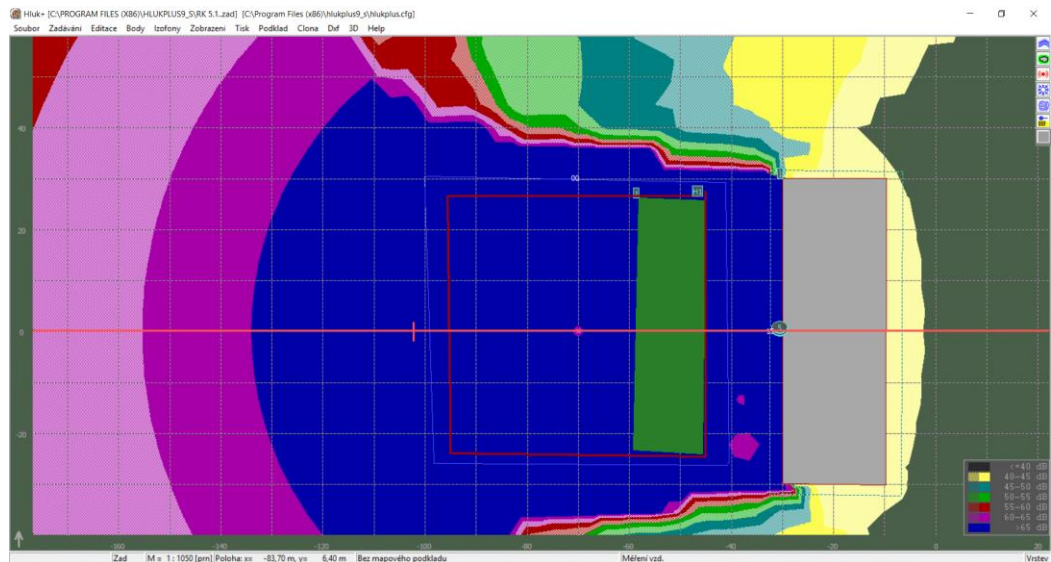 Hluk+ [C:\PROGRAM FILES (X86)\HLUKPLUS9_S\RK 5.1..zad] [C:\Program Files (x86)\hlukplus9_s\hlukplus.cfg]
Soubor Zadávání Editace Body Izofony Zobrazení Tisk Podklad Clona Dxf 3D Help
40
20
0
-20
H1
<=40 dB
40-45 dB
45-50 dB
50-55 dB
55-60 dB
60-65 dB
>65 dB
-160 -140 -120 -100 -80 -60 -40 -20 0 20
Zad M = 1: 1050 [prn] Poloha: x= -83,70 m, y= 6,40 m Bez mapového podkladu Měření vzd. Vrstev